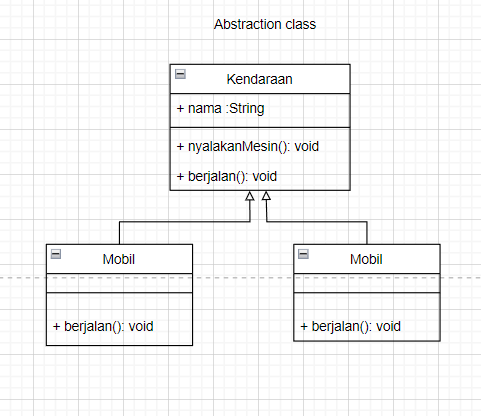 Abstraction class
Kendaraan
+ nama :String
+ nyalakanMesin(): void
+ berjalan(): void
Mobil
+ berjalan(): void
Mobil
+ berjalan(): void